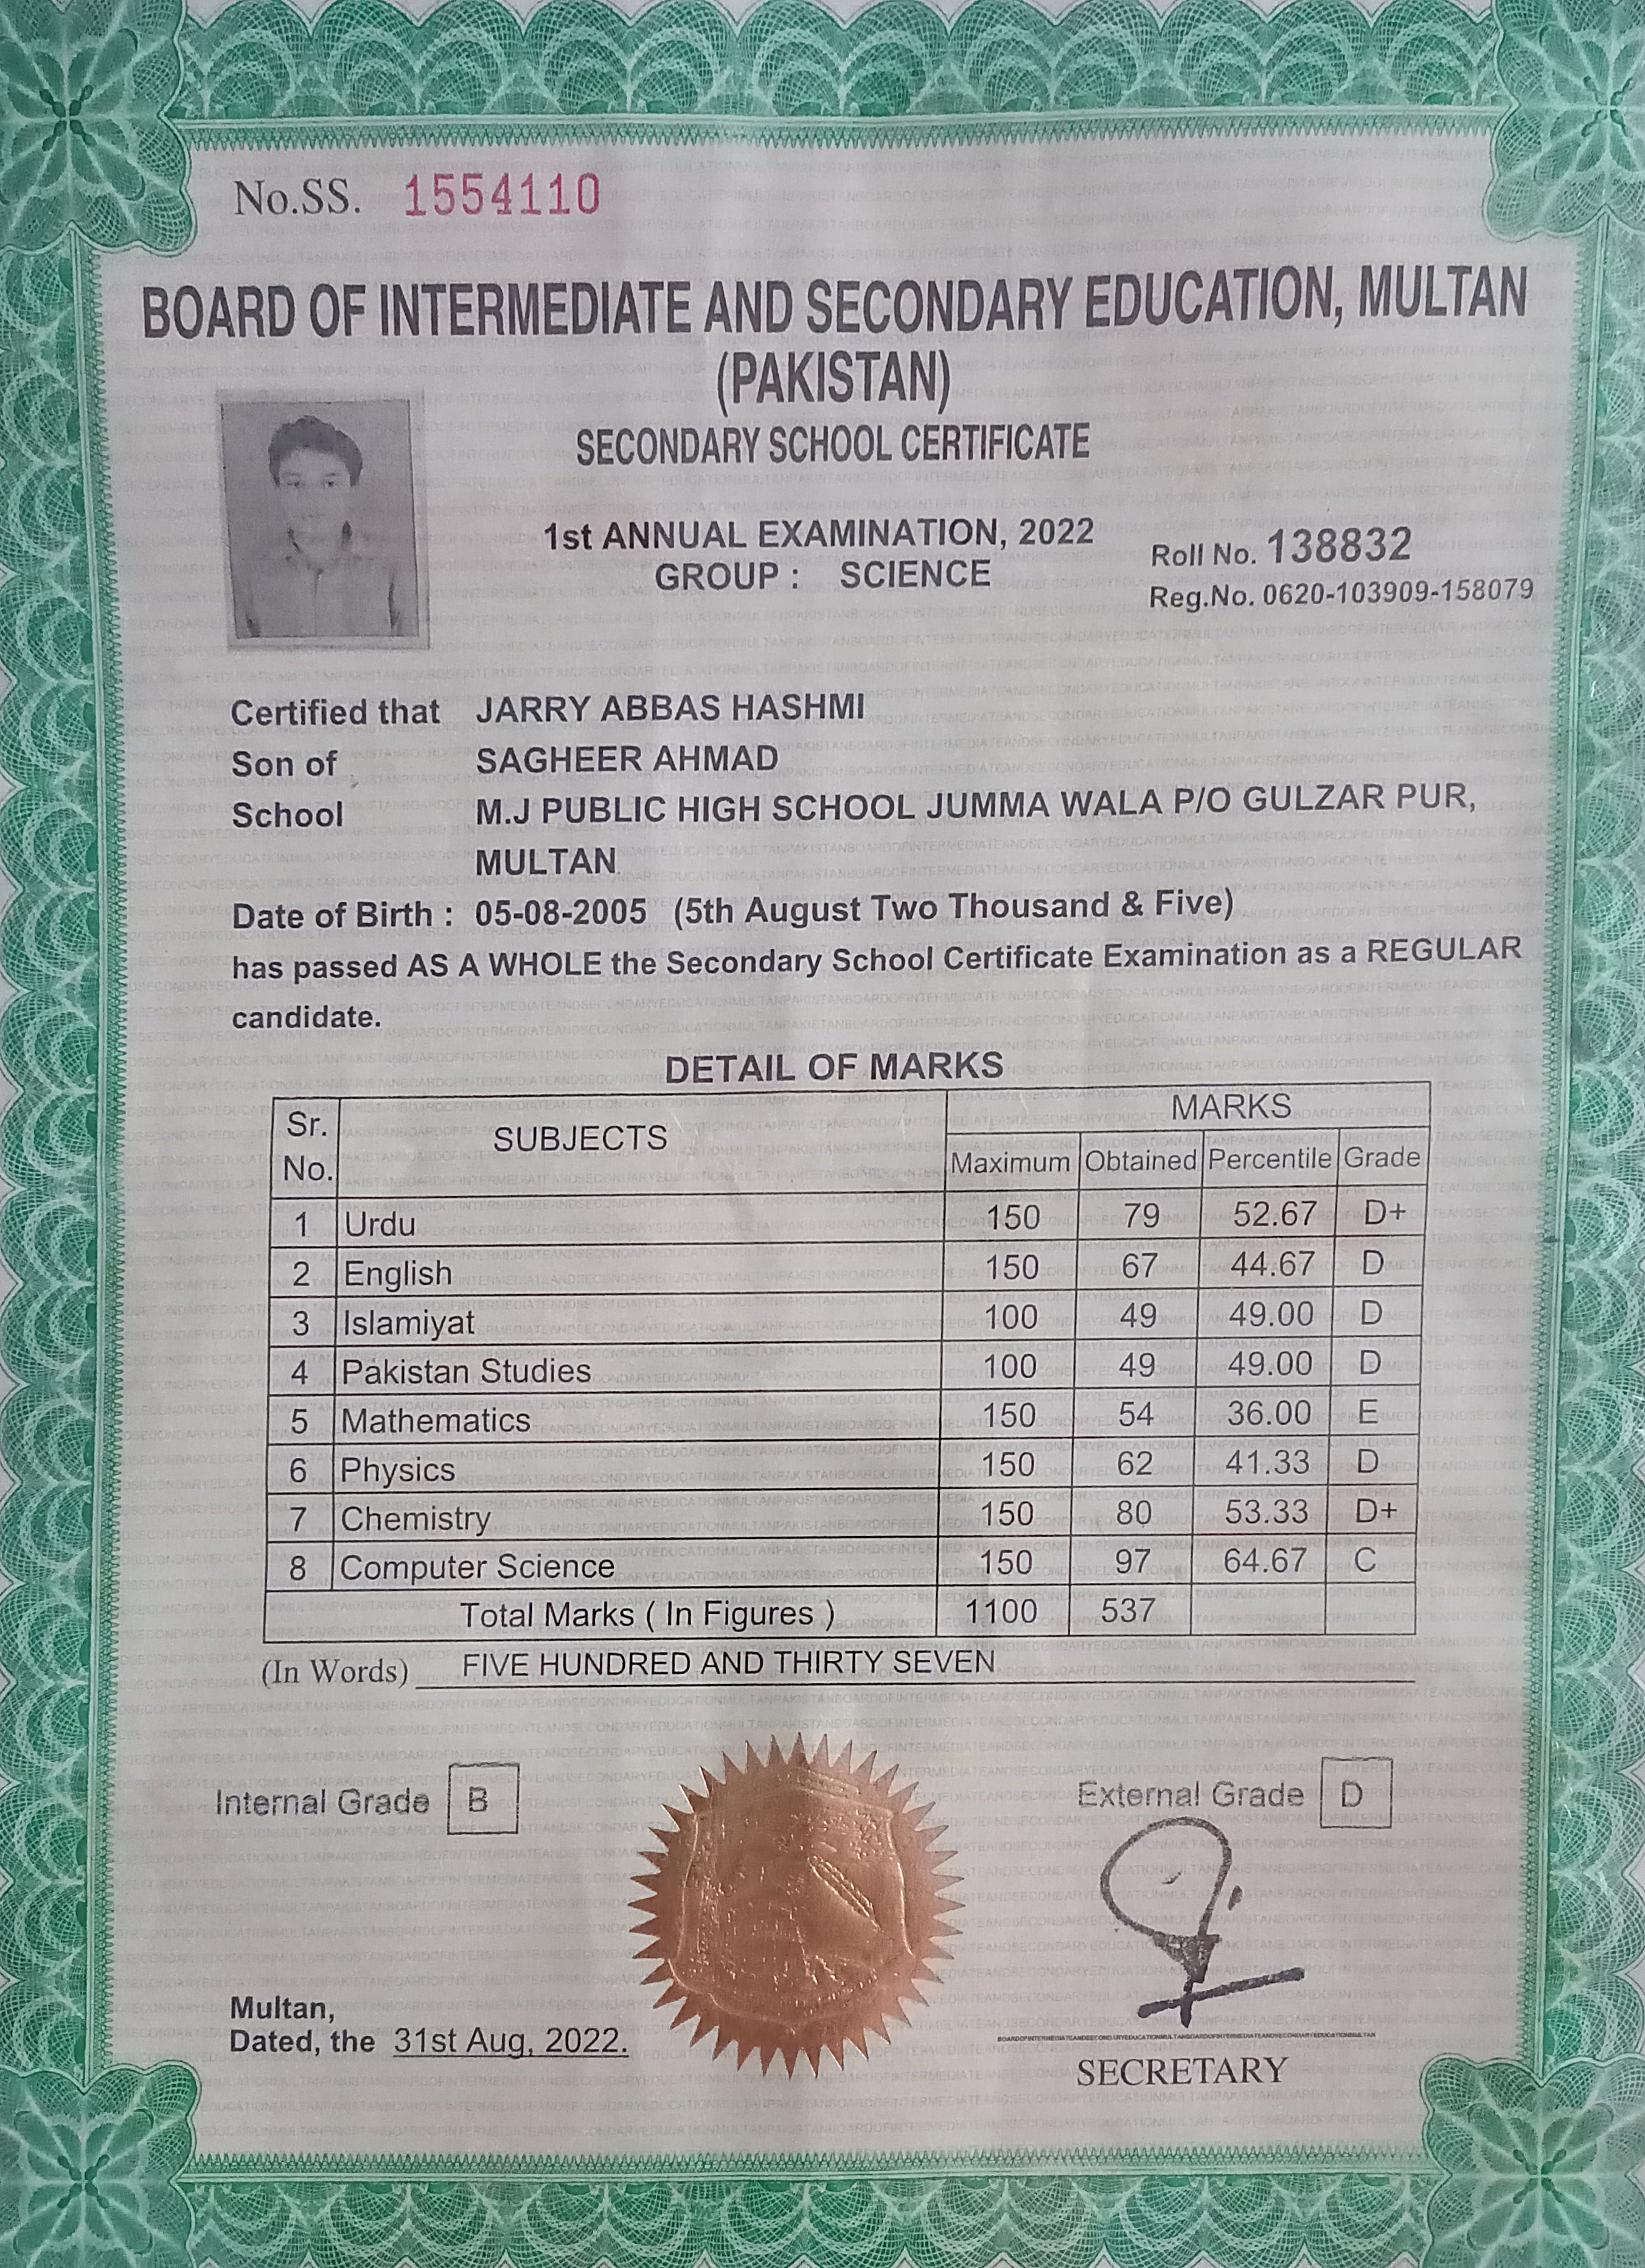 No.SS. 1554110
BOARD OF INTERMEDIATE AND SECONDARY EDUCATION, MULTAN
(PAKISTAN)
SECONDARY SCHOOL CERTIFICATE
1st ANNUAL EXAMINATION, 2022
GROUP : SCIENCE
Roll No. 138832
Reg.No. 0620-103909-158079
Certified that JARRY ABBAS HASHMI
Son of SAGHEER AHMAD
School M.J PUBLIC HIGH SCHOOL JUMMA WALA P/O GULZAR PUR,
MULTAN
Date of Birth : 05-08-2005 (5th August Two Thousand & Five)
has passed AS A WHOLE the Secondary School Certificate Examination as a REGULAR
candidate.
DETAIL OF MARKS
Sr. No. SUBJECTS MARKS
Maximum Obtained Percentile Grade
1 Urdu 150 79 52.67 D+
2 English 150 67 44.67 D
3 Islamiyat 100 49 49.00 D
4 Pakistan Studies 100 49 49.00 D
5 Mathematics 150 54 36.00 E
6 Physics 150 62 41.33 D
7 Chemistry 150 80 53.33 D+
8 Computer Science 150 97 64.67 C
Total Marks ( In Figures ) 1100 537
(In Words) FIVE HUNDRED AND THIRTY SEVEN
Internal Grade B
External Grade D
Multan,
Dated, the 31st Aug, 2022.
SECRETARY